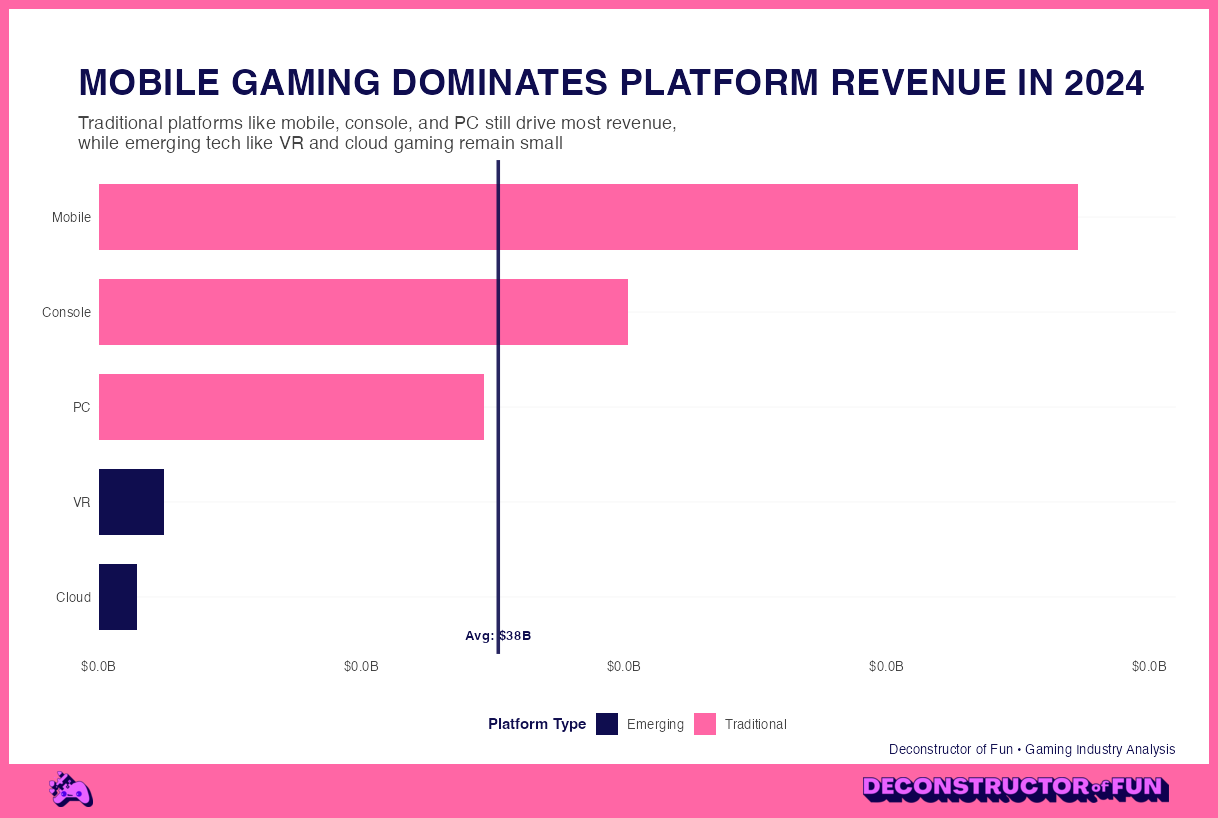 MOBILE GAMING DOMINATES PLATFORM REVENUE IN 2024
Traditional platforms like mobile, console, and PC still drive most revenue,
while emerging tech like VR and cloud gaming remain small
Mobile
Console
PC
VR
Cloud
Avg: $38B
$0.0B $0.0B $0.0B $0.0B $0.0B
Platform Type Emerging Traditional
Deconstructor of Fun • Gaming Industry Analysis
DECONSTRUCTOR of FUN